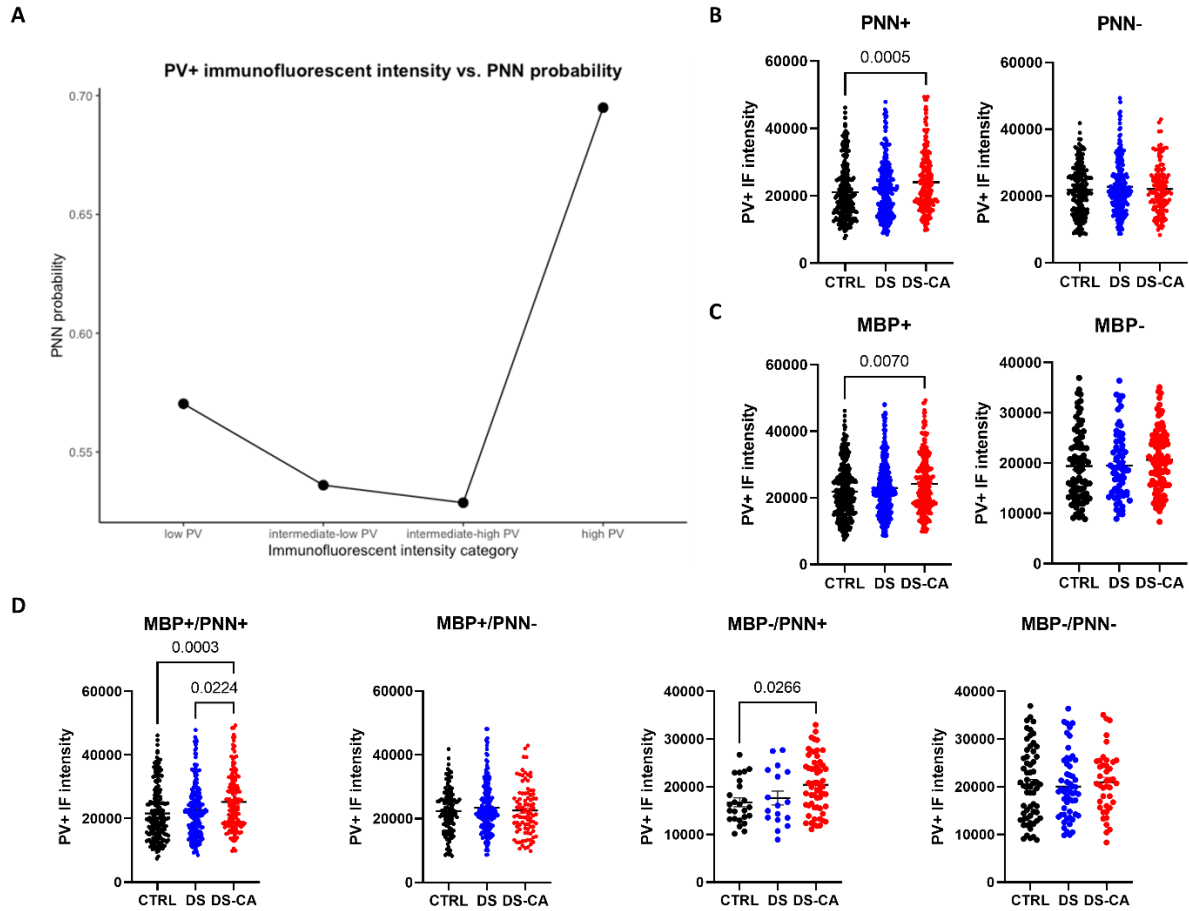 A
PV+ immunofluorescent intensity vs. PNN probability
0.70
0.65
0.60
0.55
PNN probability
low PV
intermediate-low PV
intermediate-high PV
high PV
Immunofluorescent intensity category
B
PNN+
0.0005
60000
40000
20000
0
PV+ IF intensity
CTRL DS DS-CA
PNN-
60000
40000
20000
0
PV+ IF intensity
CTRL DS DS-CA
C
MBP+
0.0070
60000
40000
20000
0
PV+ IF intensity
CTRL DS DS-CA
MBP-
40000
30000
20000
10000
0
PV+ IF intensity
CTRL DS DS-CA
D
MBP+/PNN+
0.0003
0.0224
60000
40000
20000
0
PV+ IF intensity
CTRL DS DS-CA
MBP+/PNN-
60000
40000
20000
0
PV+ IF intensity
CTRL DS DS-CA
MBP-/PNN+
0.0266
40000
30000
20000
10000
0
PV+ IF intensity
CTRL DS DS-CA
MBP-/PNN-
40000
30000
20000
10000
0
PV+ IF intensity
CTRL DS DS-CA